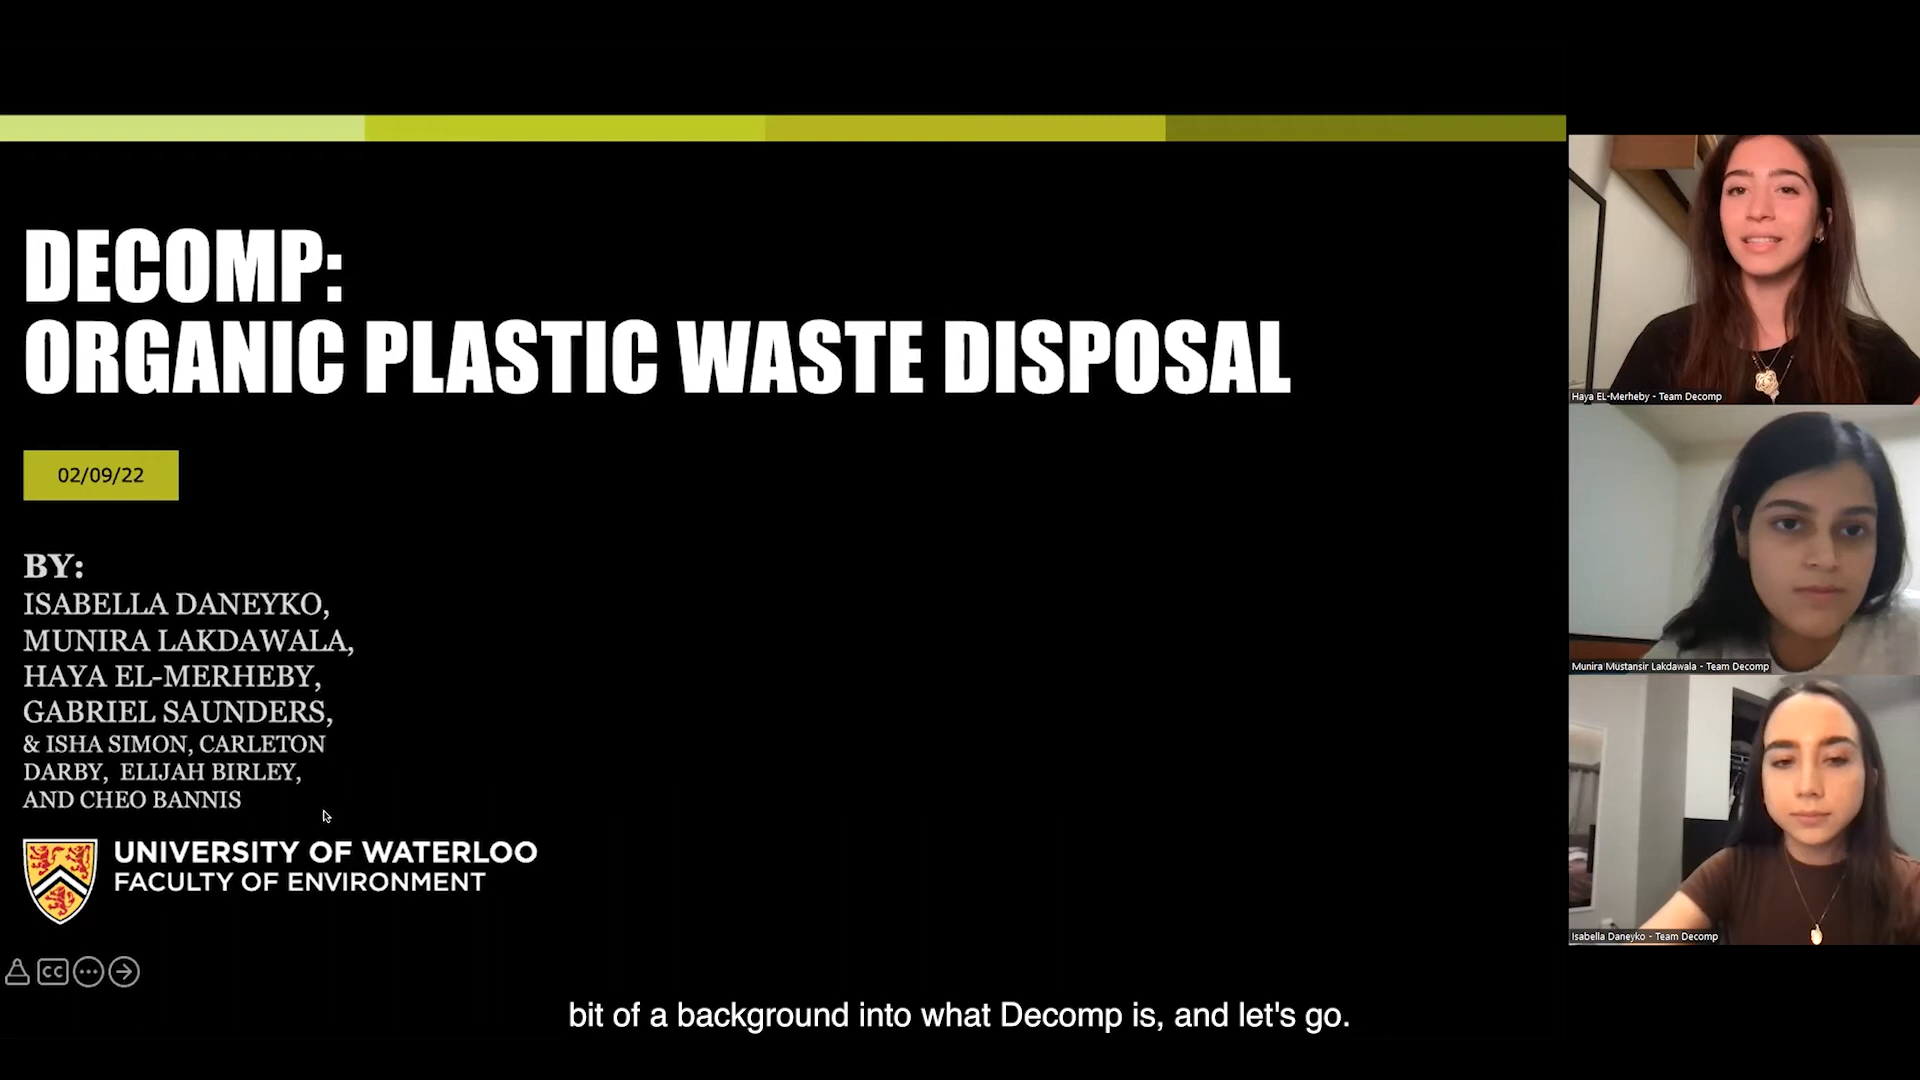 DECOMP:
ORGANIC PLASTIC WASTE DISPOSAL
02/09/22
BY:
ISABELLA DANEYKO,
MUNIRA LAKDAWALA,
HAYA EL-MERHEBY,
GABRIEL SAUNDERS,
& ISHA SIMON, CARLETON
DARBY, ELIJAH BIRLEY,
AND CHEO BANNIS
UNIVERSITY OF WATERLOO
FACULTY OF ENVIRONMENT
CC
bit of a background into what Decomp is, and let's go.
Haya EL-Merheby - Team Decomp
Munira Mustansir Lakdawala - Team Decomp
Isabella Daneyko - Team Decomp